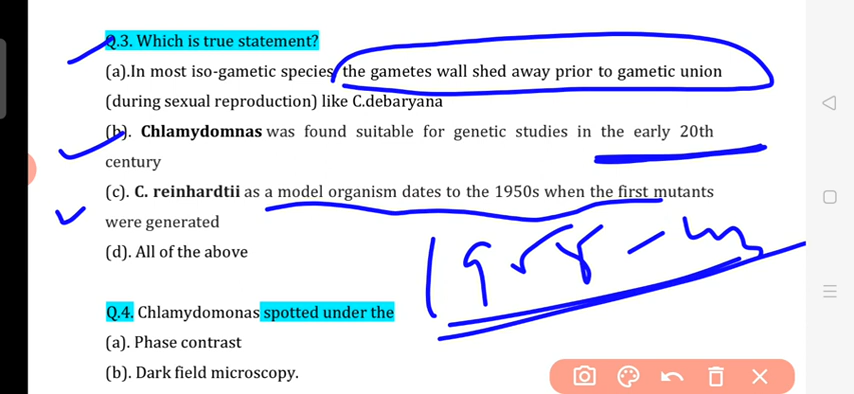 Q.3. Which is true statement?
(a).In most iso-gametic species, the gametes wall shed away prior to gametic union
(during sexual reproduction) like C.debaryana
(b). Chlamydomnas was found suitable for genetic studies in the early 20th
century
(c). C. reinhardtii as a model organism dates to the 1950s when the first mutants
were generated
(d). All of the above
Q.4. Chlamydomonas spotted under the
(a). Phase contrast
(b). Dark field microscopy.